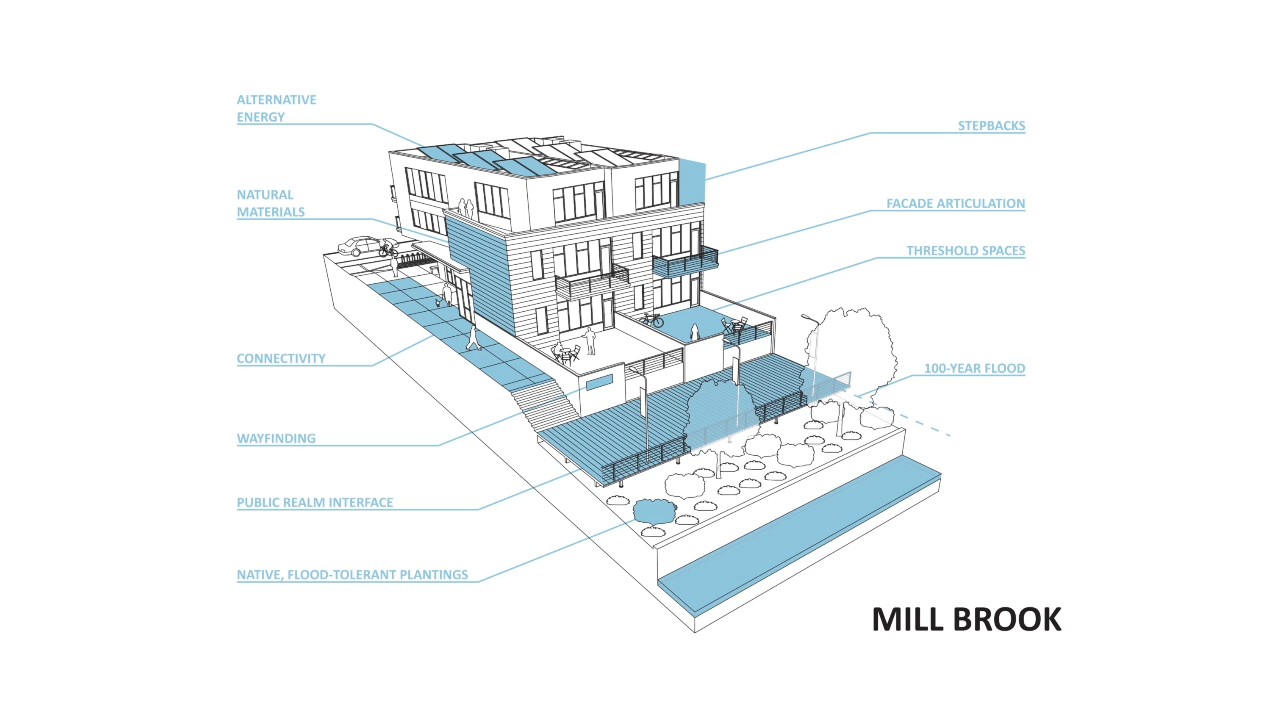 ALTERNATIVE
ENERGY
NATURAL
MATERIALS
CONNECTIVITY
WAYFINDING
PUBLIC REALM INTERFACE
NATIVE, FLOOD-TOLERANT PLANTINGS
STEPBACKS
FACADE ARTICULATION
THRESHOLD SPACES
100-YEAR FLOOD
MILL BROOK